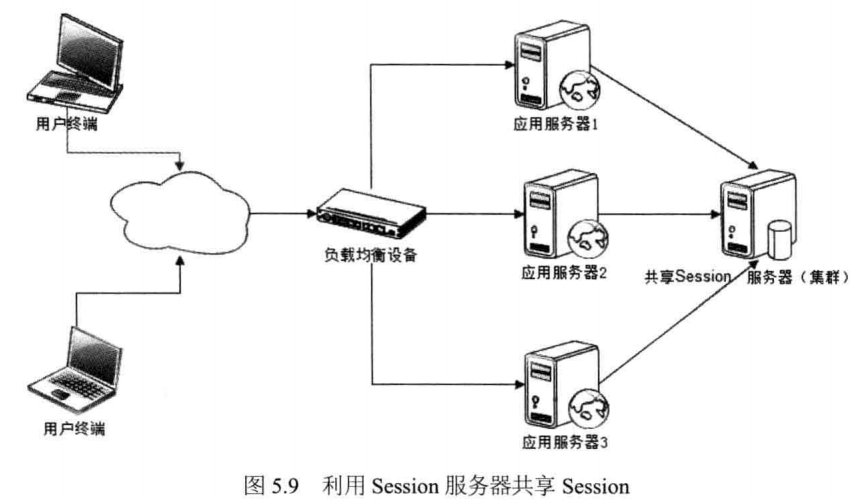 用户终端
应用服务器1
负载均衡设备
应用服务器2
共享Session 服务器（集群）
用户终端
应用服务器3
图 5.9 利用 Session 服务器共享 Session